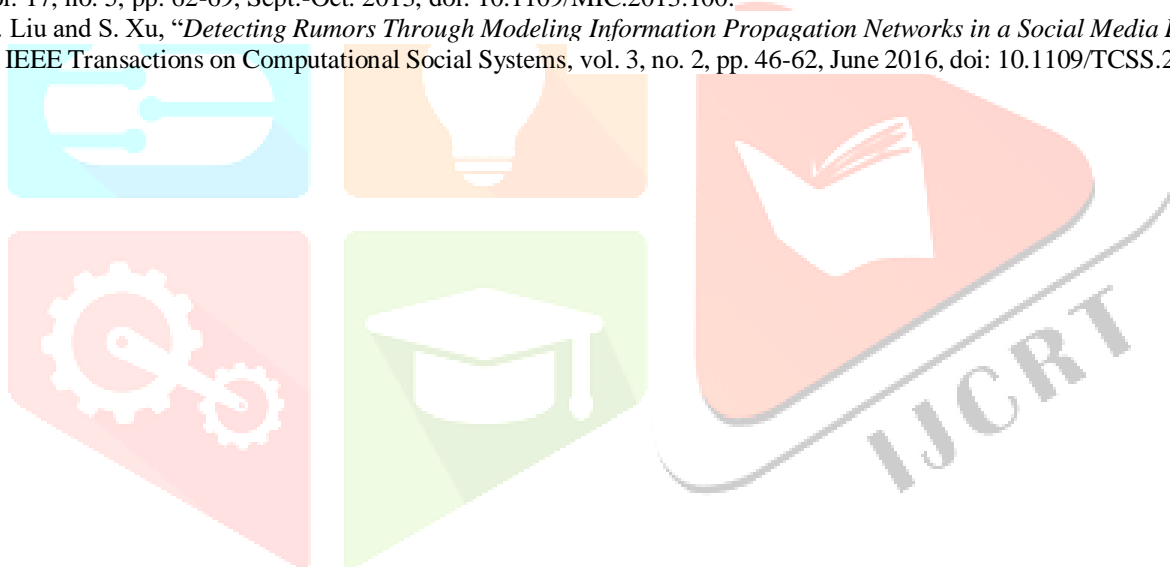 17, no. 5, pp. 62-69, Sept.-Oct. 2013, doi: 10.1109/MIC.2013.100.
Liu and S. Xu, “Detecting Rumors Through Modeling Information Propagation Networks in a Social Media
IEEE Transactions on Computational Social Systems, vol. 3, no. 2, pp. 46-62, June 2016, doi: 10.1109/TCSS.2
IJCRT